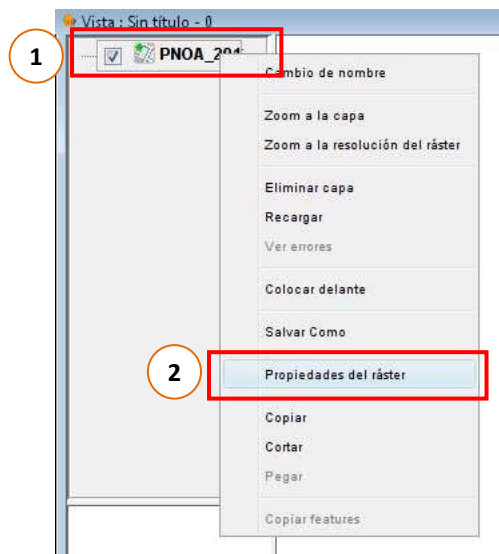 Vista : Sin título - 0
1
PNOA_201
Cambio de nombre
Zoom a la capa
Zoom a la resolución del ráster
Eliminar capa
Recargar
Ver errores
Colocar delante
Salvar Como
2
Propiedades del ráster
Copiar
Cortar
Pegar
Copiar features